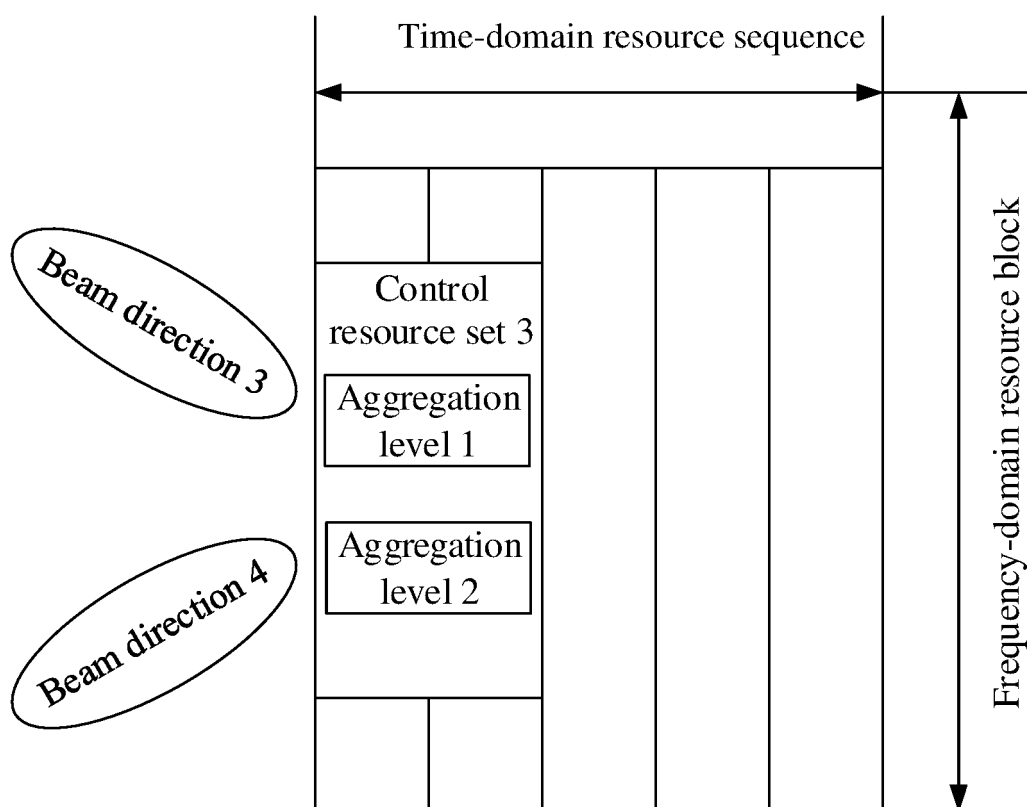 Time-domain resource sequence
Beam direction 3
Control
resource set 3
Aggregation
level 1
Aggregation
level 2
Beam direction 4
Frequency-domain resource block